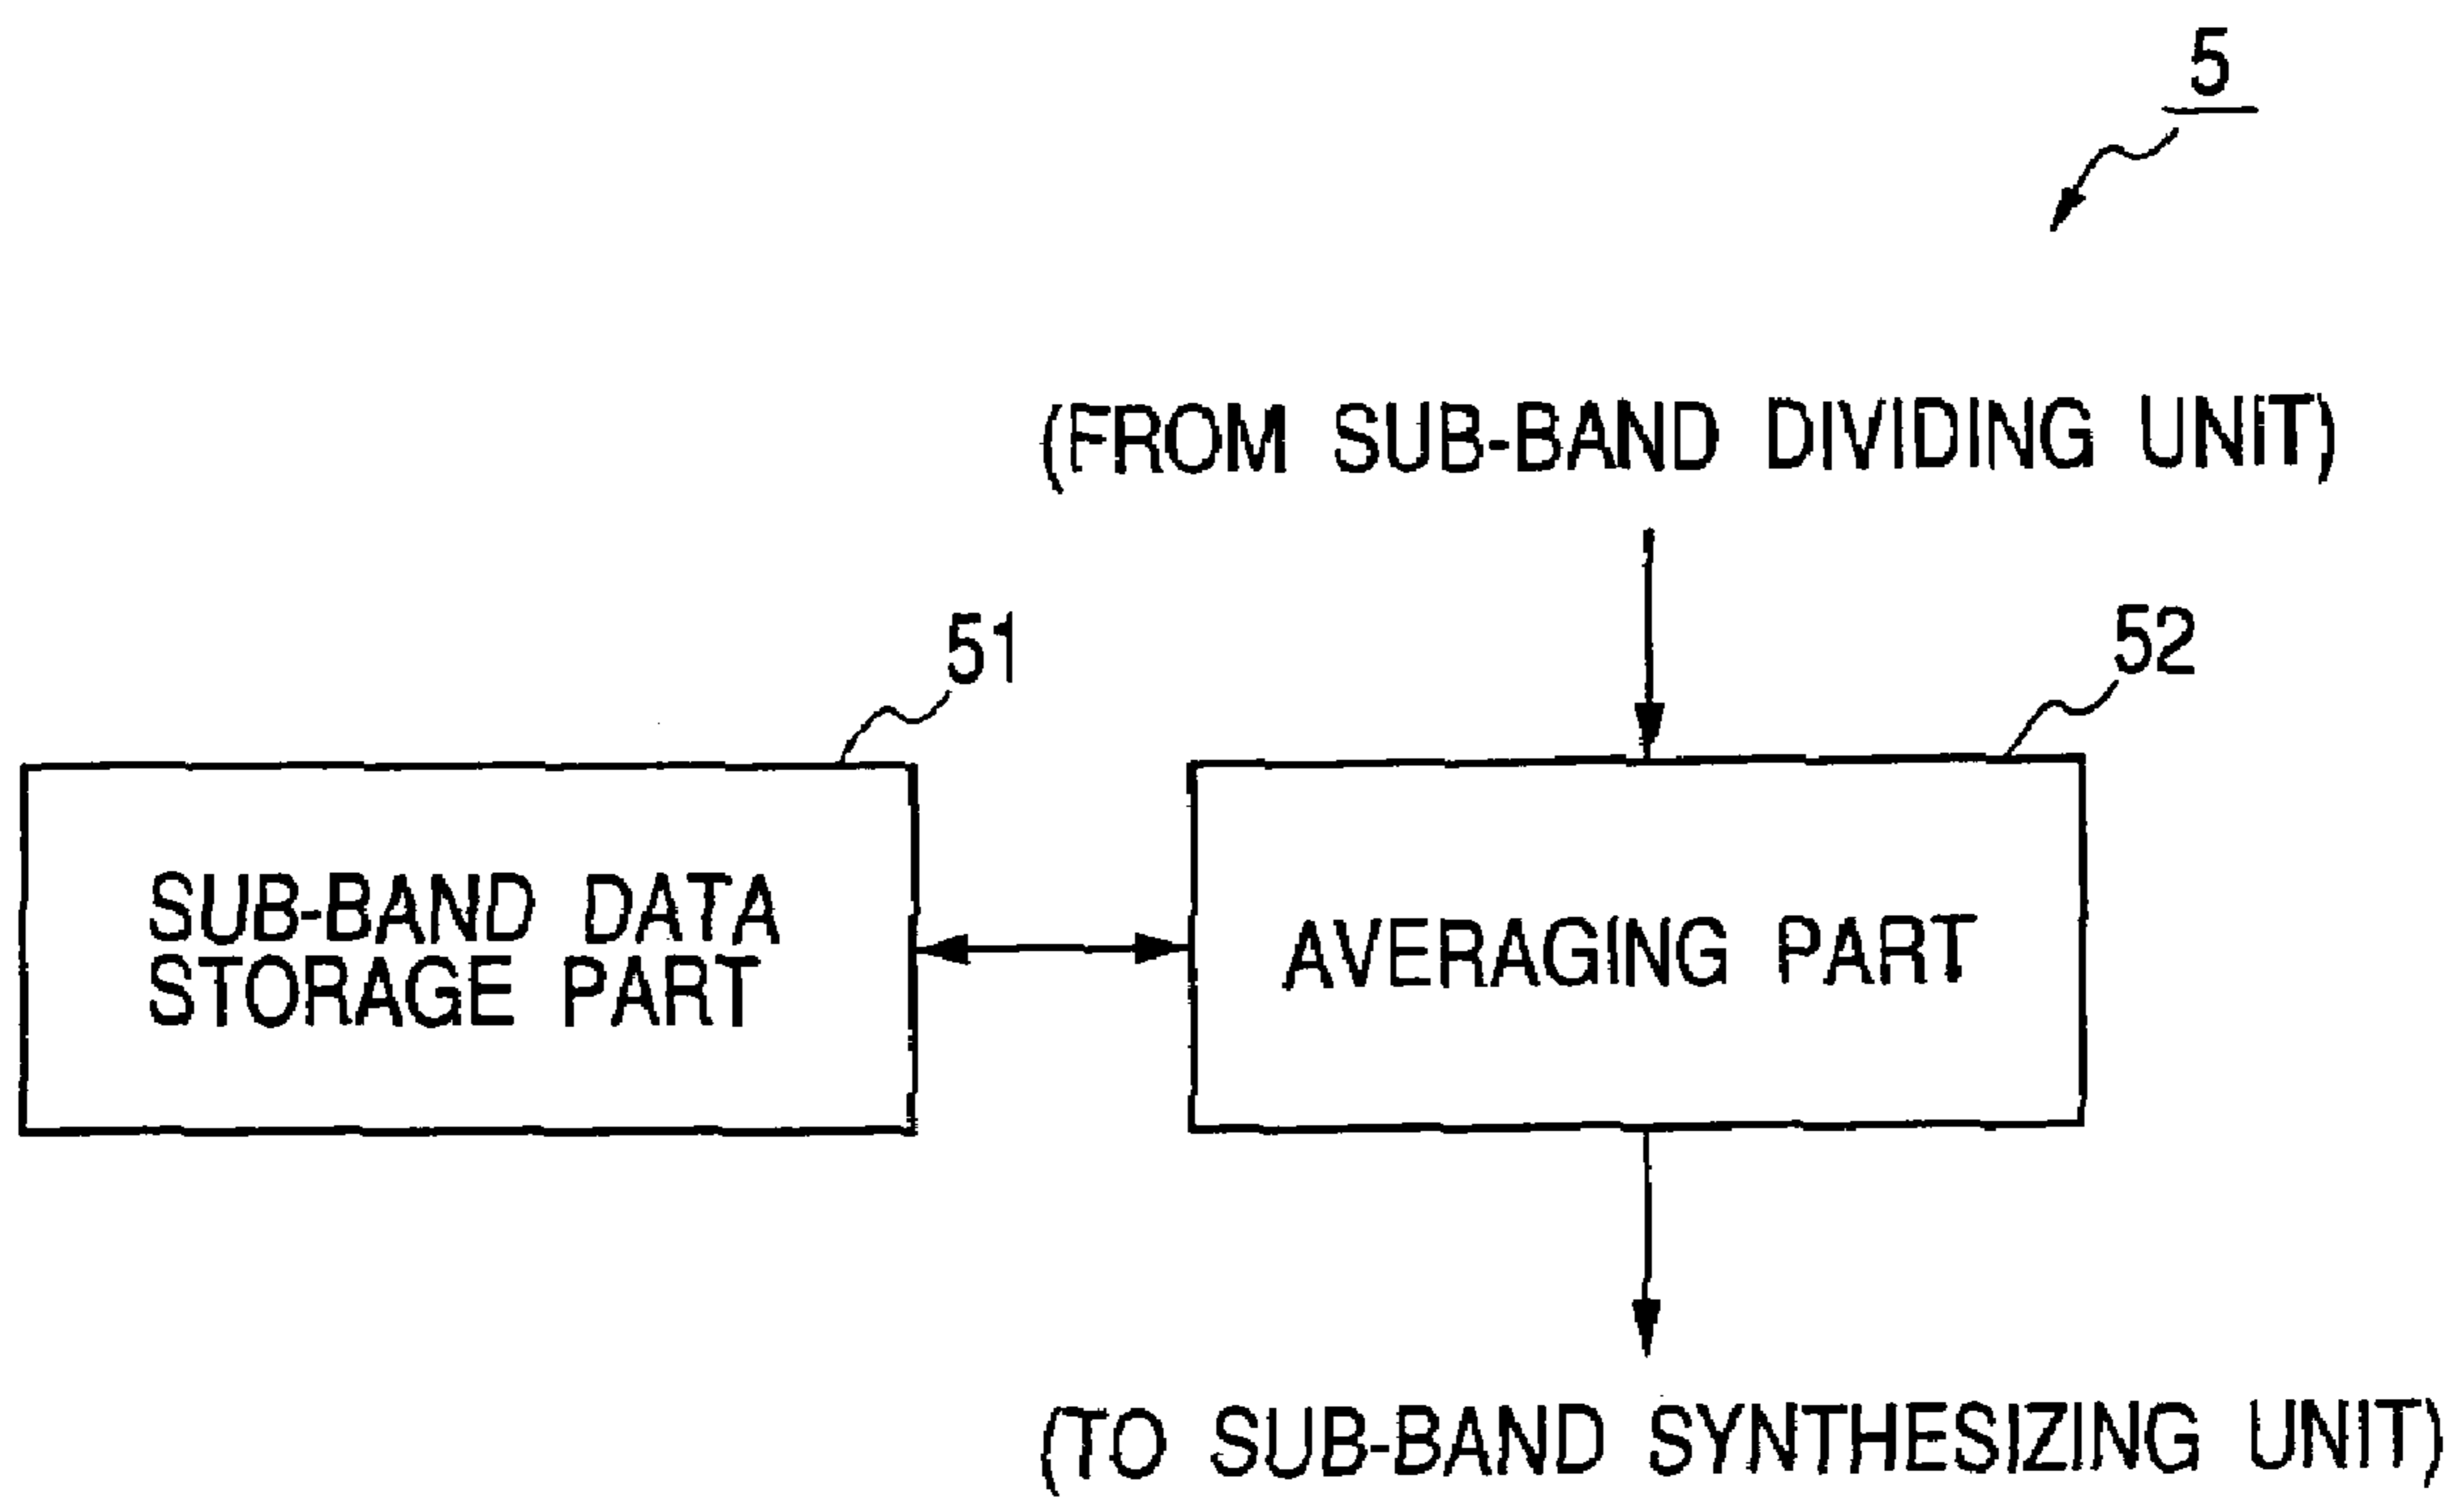 5
(FROM SUB-BAND DIVIDING UNIT)
51
52
SUB-BAND DATA
STORAGE PART
AVERAGING PART
(TO SUB-BAND SYNTHESIZING UNIT)